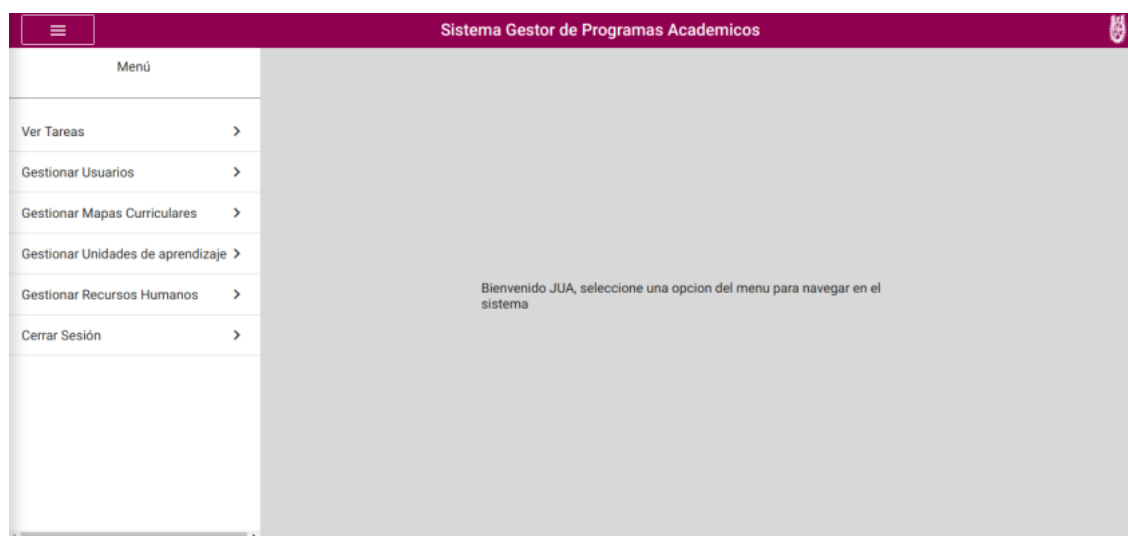 Sistema Gestor de Programas Academicos
Menú
Ver Tareas
Gestionar Usuarios
Gestionar Mapas Curriculares
Gestionar Unidades de aprendizaje
Gestionar Recursos Humanos
Cerrar Sesión
Bienvenido JUA, seleccione una opcion del menu para navegar en el
sistema